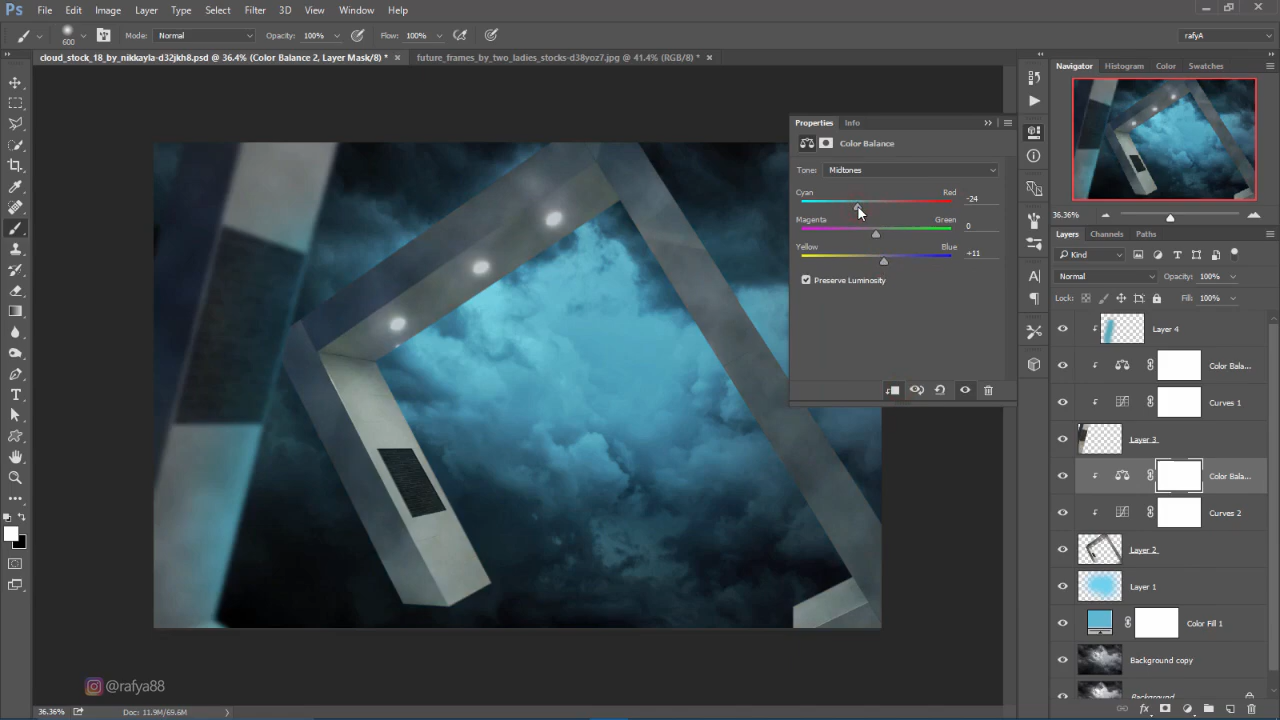 Ps File Edit Image Layer Type Select Filter 3D View Window Help
600 Mode: Normal Opacity: 100% Flow: 100% rafyA
cloud_stock_18_by_nikkayla-d32jkh8.psd @ 36.4% (Color Balance 2, Layer Mask/8) * × future_frames_by_two_ladies_stocks-d38yoz7.jpg @ 41.4% (RGB/8) * ×
Navigator Histogram Color Swatches
Properties Info
Color Balance
Tone: Midtones
Cyan Red -24
Magenta Green 0
Yellow Blue +11
Preserve Luminosity
36.36%
Layers Channels Paths
Kind
Normal Opacity: 100%
Lock: Fill: 100%
Layer 4
Color Bala...
Curves 1
Layer 3
Color Bala...
Curves 2
Layer 2
Layer 1
Color Fill 1
Background copy
Background
@rafya88
36.36% Doc: 11.9M/69.6M